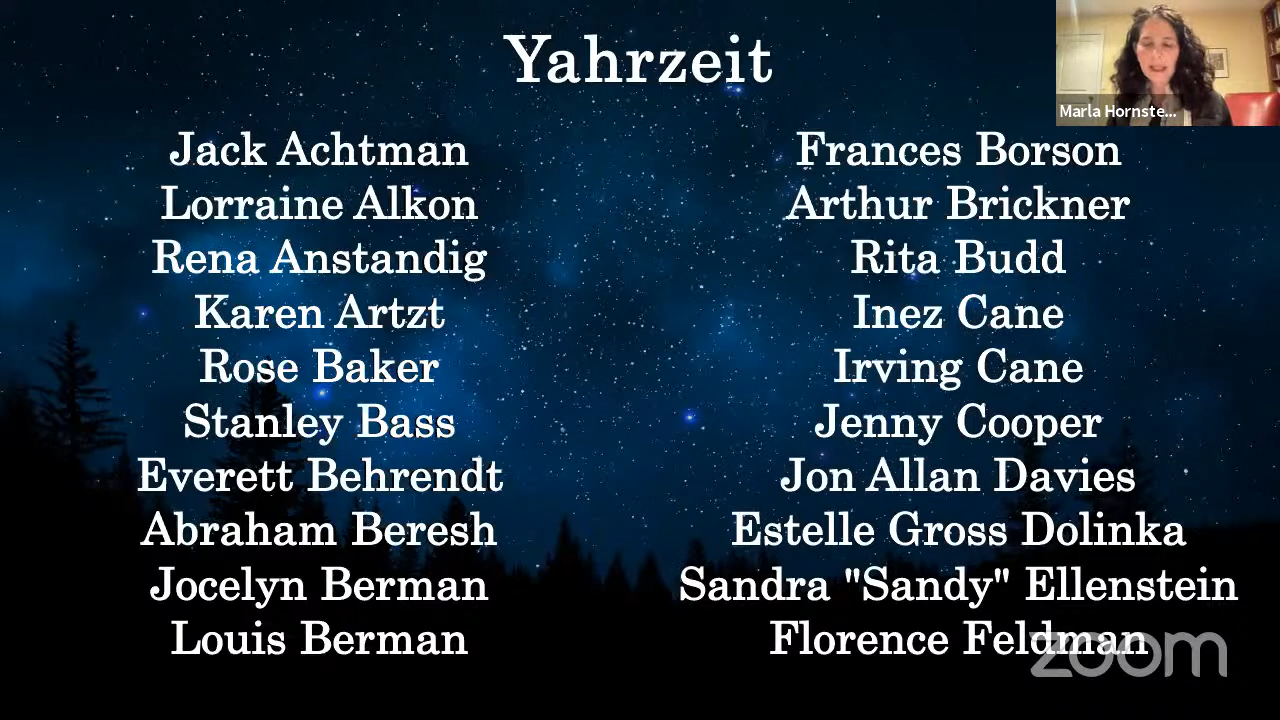 Yahrzeit
Marla Hornste...
Jack Achtman
Lorraine Alkon
Rena Anstandig
Karen Artzt
Rose Baker
Stanley Bass
Everett Behrendt
Abraham Beresh
Jocelyn Berman
Louis Berman
Frances Borson
Arthur Brickner
Rita Budd
Inez Cane
Irving Cane
Jenny Cooper
Jon Allan Davies
Estelle Gross Dolinka
Sandra "Sandy" Ellenstein
Florence Feldman
zoom